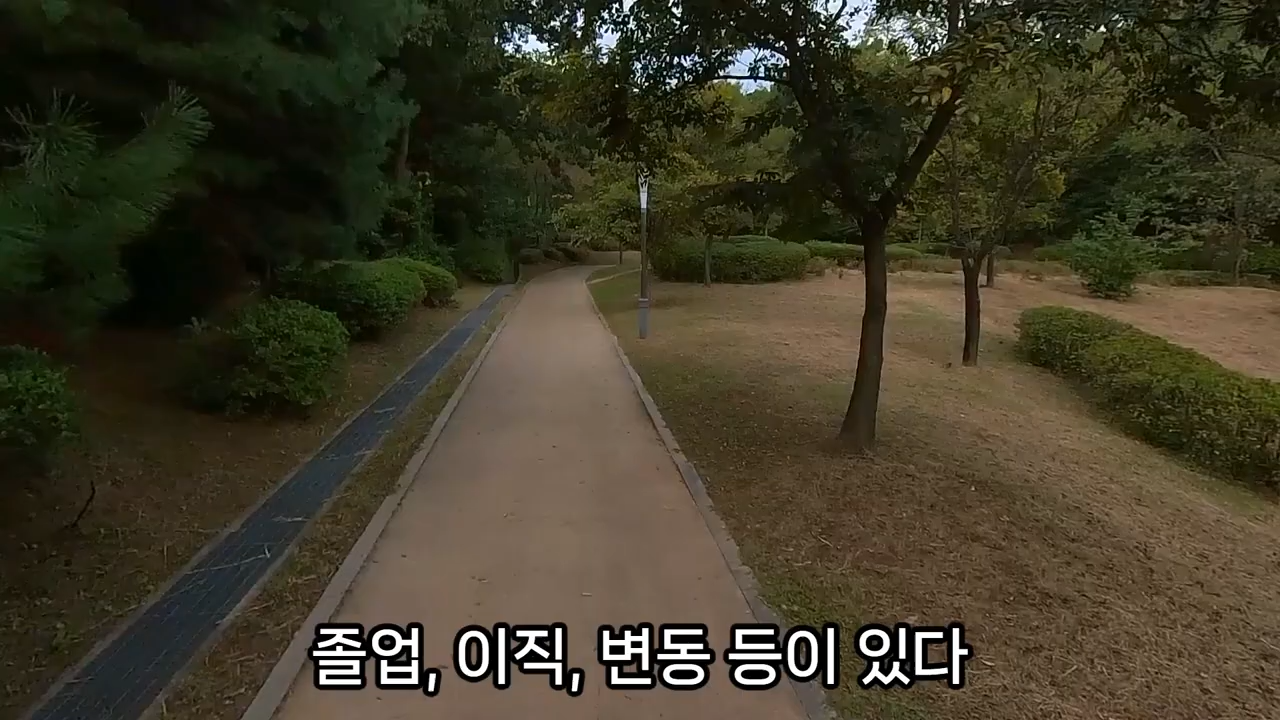 졸업, 이직, 변동 등이 있다